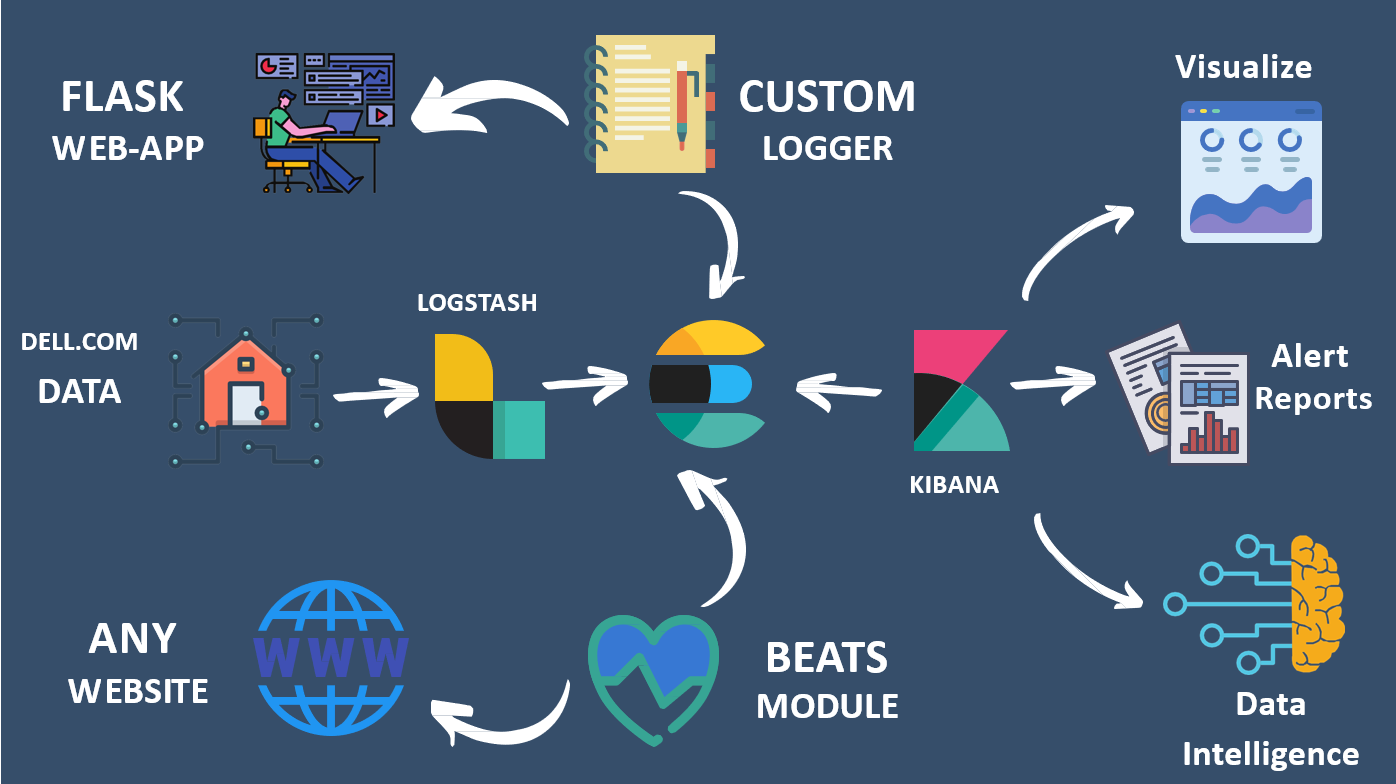 FLASK
WEB-APP
CUSTOM
LOGGER
Visualize
DELL.COM
DATA
LOGSTASH
KIBANA
Alert
Reports
ANY
WEBSITE
WWW
BEATS
MODULE
Data
Intelligence